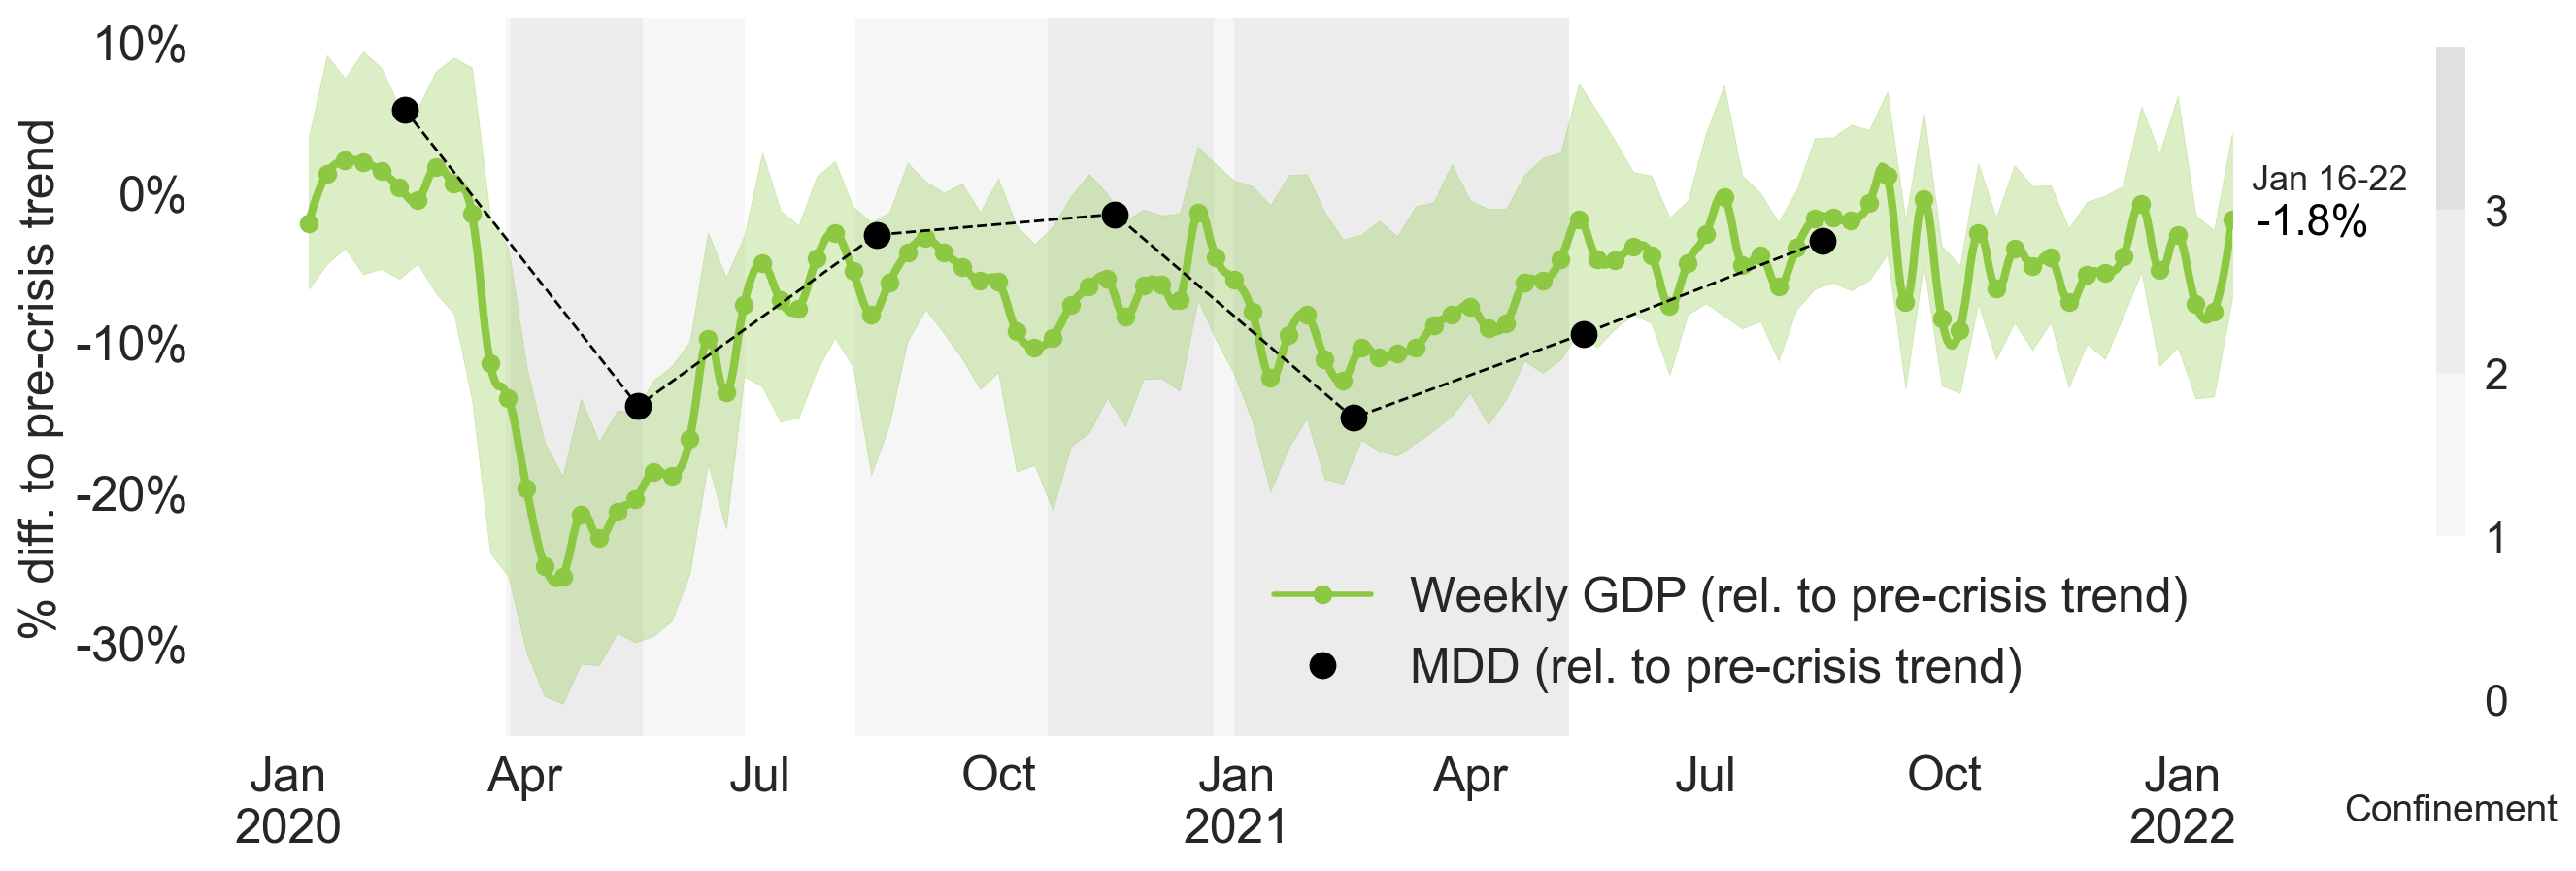 % diff. to pre-crisis trend
10%
0%
-10%
-20%
-30%
Jan 16-22
-1.8%
3
2
1
0
Weekly GDP (rel. to pre-crisis trend)
MDD (rel. to pre-crisis trend)
Jan Apr Jul Oct Jan Apr Jul Oct Jan
2020 2021 2022
Confinement